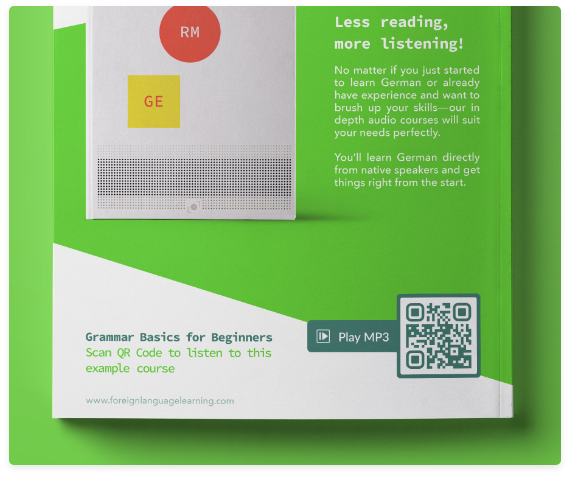 RM
GE
Less reading,
more listening!
No matter if you just started
to learn German or already
have experience and want to
brush up your skills—our in
depth audio courses will suit
your needs perfectly.
You'll learn German directly
from native speakers and get
things right from the start.
Grammar Basics for Beginners
Scan QR Code to listen to this
example course
Play MP3
www.foreignlanguagelearning.com